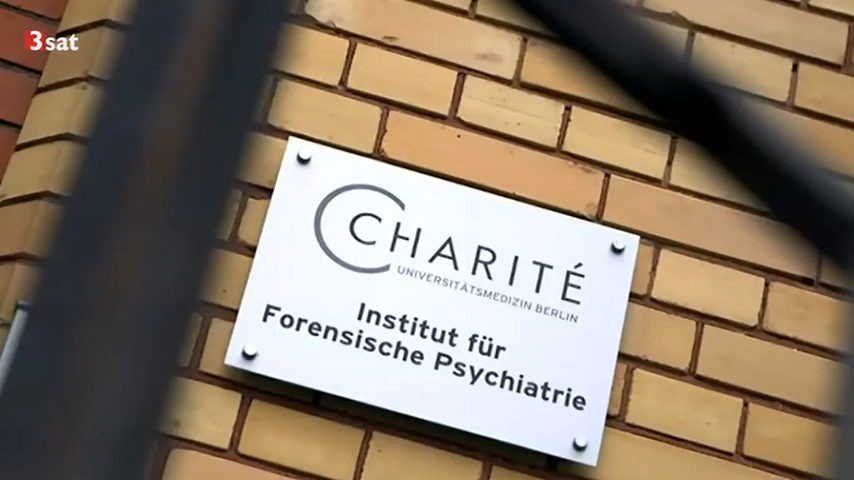 3sat
CHARITÉ
UNIVERSITÄTSMEDIZIN BERLIN
Institut für
Forensische Psychiatrie